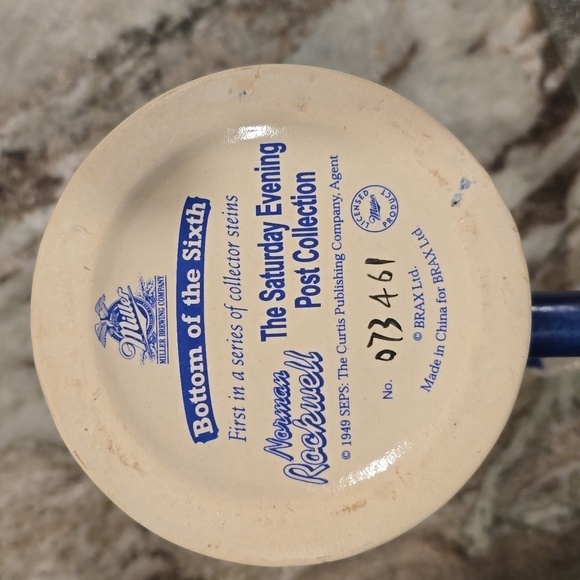 Miller
MILLER BREWING COMPANY
Bottom of the Sixth
First in a series of collector steins
Norman Rockwell
The Saturday Evening
Post Collection
© 1949 SEPS: The Curtis Publishing Company, Agent
LICENSED
Miller
PRODUCT
No. 073461
© BRAX Ltd.
Made in China for BRAX Ltd